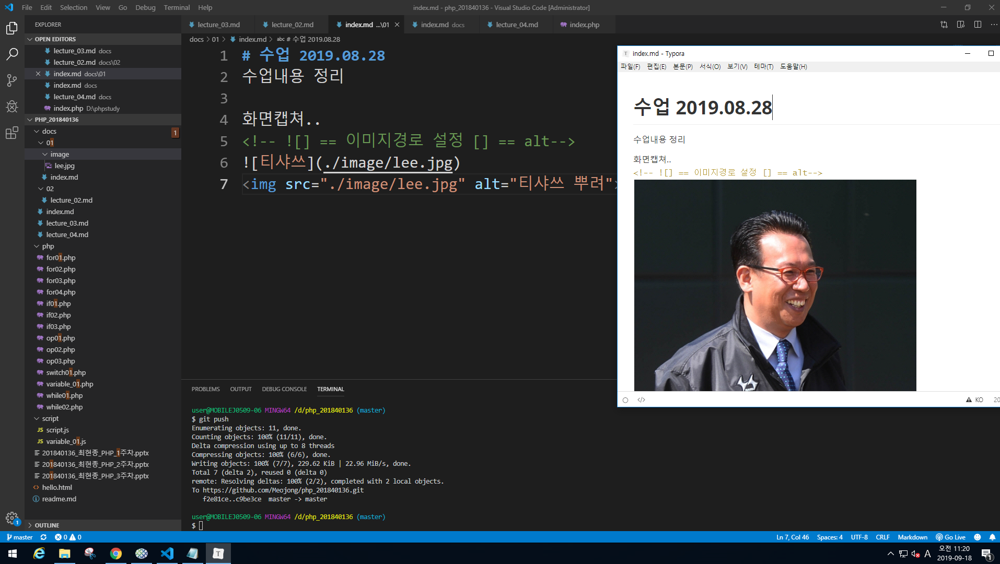 File Edit Selection View Go Debug Terminal Help
index.md - php_201840136 - Visual Studio Code [Administrator]
EXPLORER
OPEN EDITORS
lecture_03.md docs
lecture_02.md docs\02
index.md docs\01
index.md docs
lecture_04.md docs
index.php D:\phpstudy
PHP_201840136
docs
1
01
image
lee.jpg
index.md
02
lecture_02.md
index.md
lecture_03.md
lecture_04.md
php
for01.php
for02.php
for03.php
for04.php
if01.php
if02.php
if03.php
op01.php
op02.php
op03.php
switch01.php
variable_01.php
while01.php
while02.php
script
JS script.js
JS variable_01.js
201840136_최현종_PHP_1주차.pptx
201840136_최현종_PHP_2주차.pptx
201840136_최현종_PHP_3주차.pptx
<> hello.html
readme.md
OUTLINE
1
lecture_03.md
lecture_02.md
index.md ...\01
index.md docs
lecture_04.md
index.php
docs > 01 > index.md > abc # 수업 2019.08.28
1 # 수업 2019.08.28
2 수업내용 정리
3
4 화면캡쳐..
5 <!-- ![] == 이미지경로 설정 [] == alt-->
6 ![티샤쓰](./image/lee.jpg)
7 <img src="./image/lee.jpg" alt="티샤쓰 뿌려">
index.md - Typora
파일(F) 편집(E) 본문(P) 서식(O) 보기(V) 테마(T) 도움말(H)
수업 2019.08.28
수업내용 정리
화면캡쳐..
<!-- ![] == 이미지경로 설정 [] == alt-->
</>
KO
20
PROBLEMS OUTPUT DEBUG CONSOLE TERMINAL
user@MOBILEJ0509-06 MINGW64 /d/php_201840136 (master)
$ git push
Enumerating objects: 11, done.
Counting objects: 100% (11/11), done.
Delta compression using up to 8 threads
Compressing objects: 100% (6/6), done.
Writing objects: 100% (7/7), 229.62 KiB | 22.96 MiB/s, done.
Total 7 (delta 2), reused 0 (delta 0)
remote: Resolving deltas: 100% (2/2), completed with 2 local objects.
To https://github.com/Meojong/php_201840136.git
f2e81ce..c9be3ce master -> master
user@MOBILEJ0509-06 MINGW64 /d/php_201840136 (master)
$
master 0 0
Ln 7, Col 46 Spaces: 4 UTF-8 CRLF Markdown Go Live
T
A
오전 11:20
2019-09-18
1